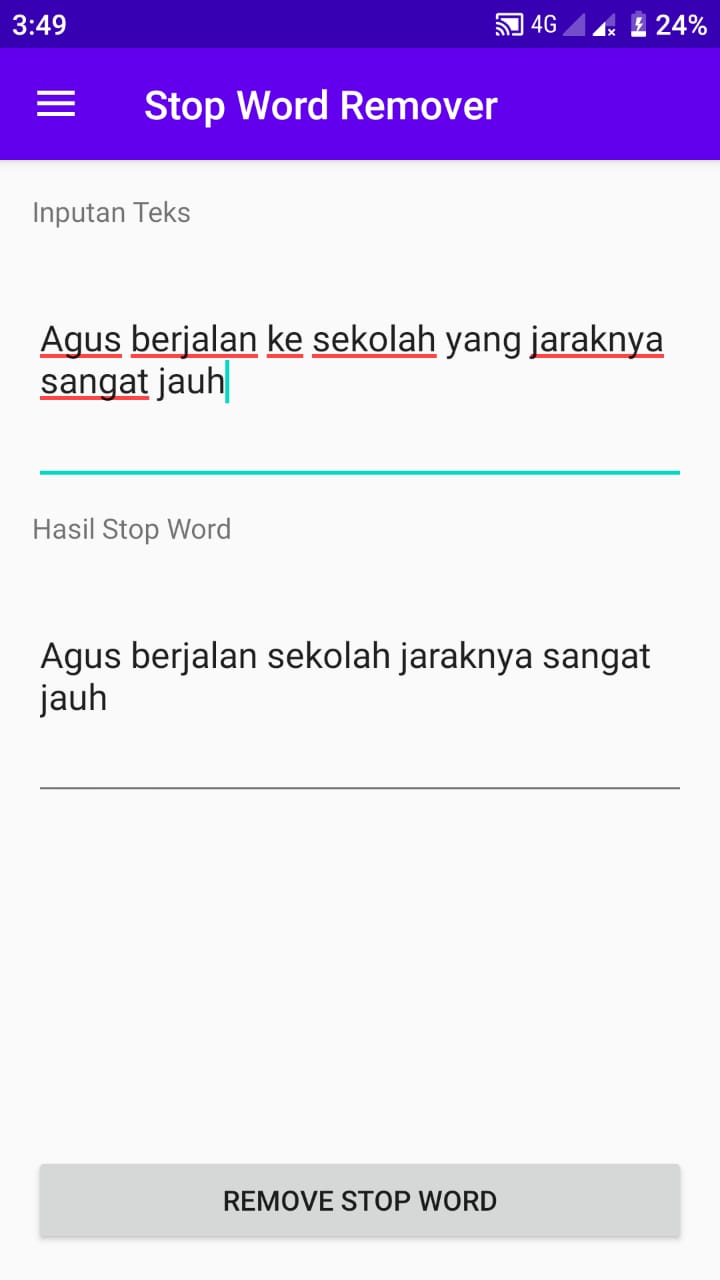 3:49 4G 24%
Stop Word Remover
Inputan Teks
Agus berjalan ke sekolah yang jaraknya
sangat jauh
Hasil Stop Word
Agus berjalan sekolah jaraknya sangat
jauh
REMOVE STOP WORD